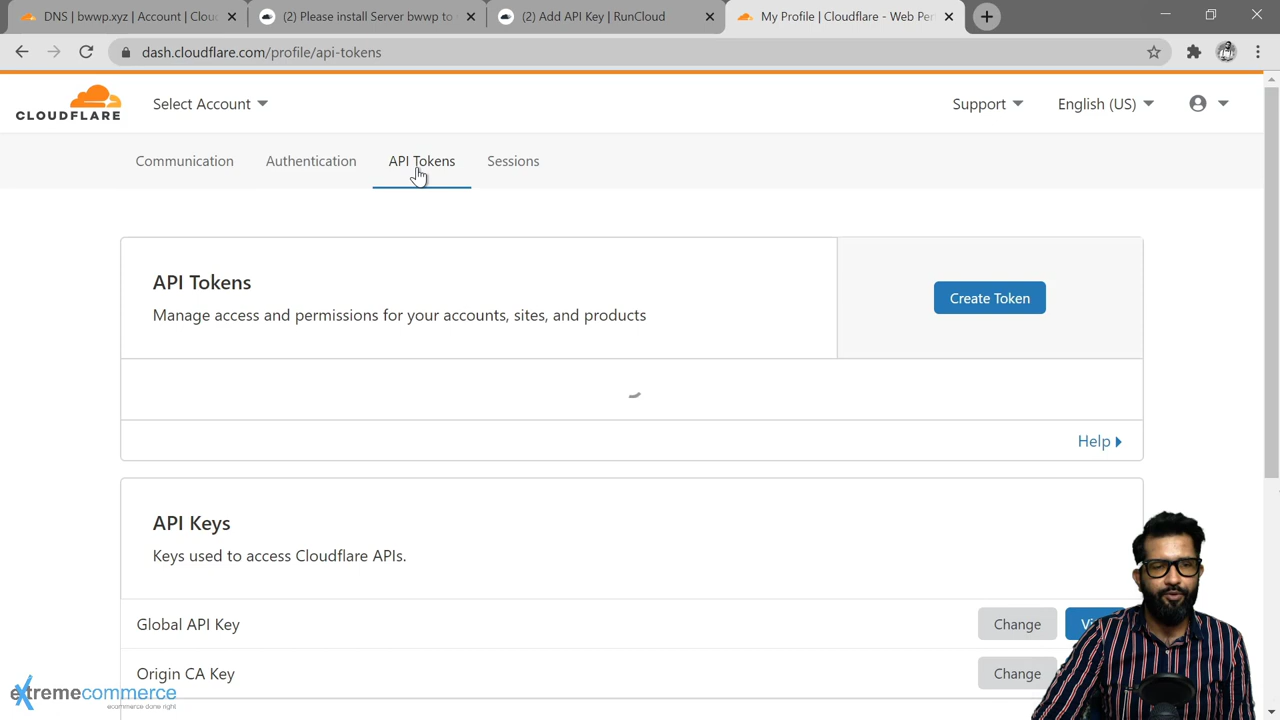 DNS | bwwp.xyz | Account | Clou
(2) Please install Server bwwp to
(2) Add API Key | RunCloud
My Profile | Cloudflare - Web Per
dash.cloudflare.com/profile/api-tokens
CLOUDFLARE
Select Account
Support
English (US)
Communication
Authentication
API Tokens
Sessions
API Tokens
Manage access and permissions for your accounts, sites, and products
Create Token
Help
API Keys
Keys used to access Cloudflare APIs.
Global API Key
Change
Vi
Origin CA Key
Change
extremecommerce
ecommerce done right